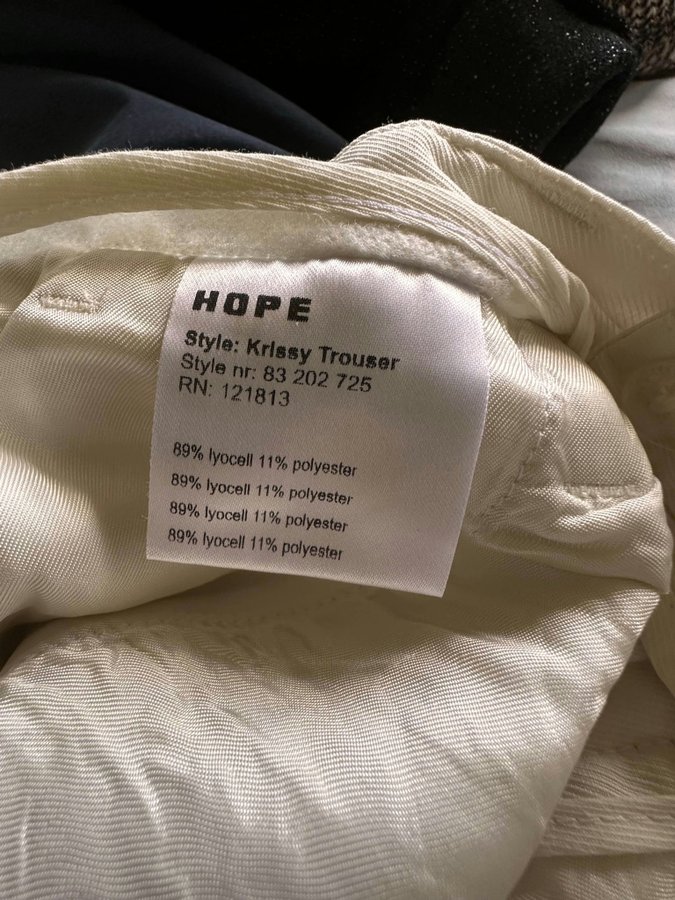 HOPE
Style: Krissy Trouser
Style nr: 83 202 725
RN: 121813
89% lyocell 11% polyester
89% lyocell 11% polyester
89% lyocell 11% polyester
89% lyocell 11% polyester